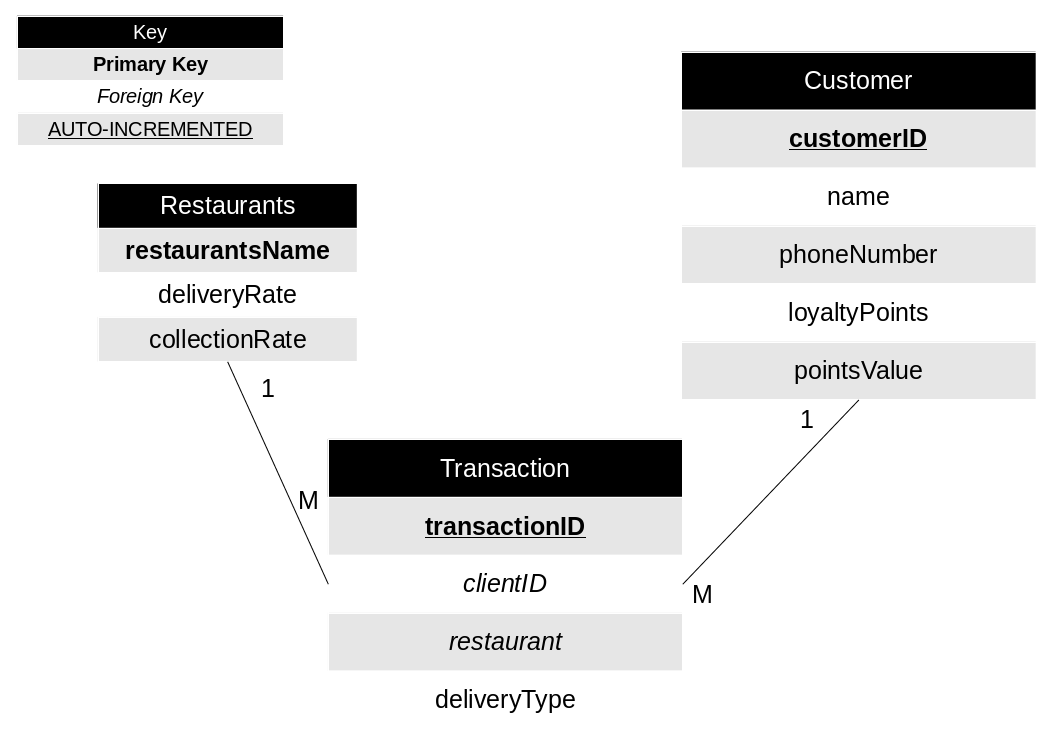 Key
Primary Key
Foreign Key
AUTO-INCREMENTED
Restaurants
restaurantsName
deliveryRate
collectionRate
1
M
Customer
customerID
name
phoneNumber
loyaltyPoints
pointsValue
1
M
Transaction
transactionID
clientID
restaurant
deliveryType